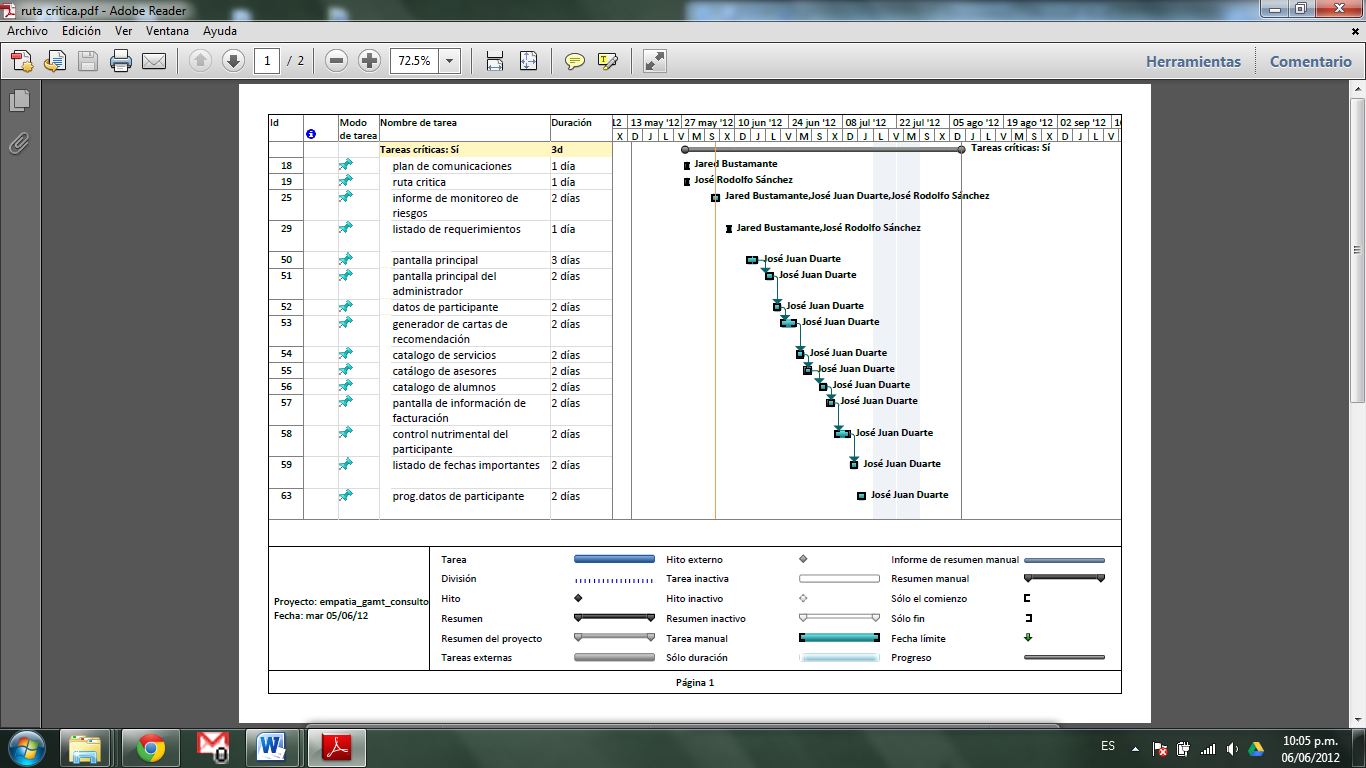 ruta critica.pdf - Adobe Reader
Archivo Edición Ver Ventana Ayuda
1 / 2 72.5% Herramientas Comentario
Id Modo de tarea Nombre de tarea Duración 12 13 may '12 27 may '12 10 jun '12 24 jun '12 08 jul '12 22 jul '12 05 ago '12 19 ago '12 02 sep '12
X D J L V M S X D J L V M S X D J L V M S X D J L V
Tareas críticas: Sí 3d Tareas críticas: Sí
18 plan de comunicaciones 1 día Jared Bustamante
19 ruta critica 1 día José Rodolfo Sánchez
25 informe de monitoreo de riesgos 2 días Jared Bustamante,José Juan Duarte,José Rodolfo Sánchez
29 listado de requerimientos 1 día Jared Bustamante,José Rodolfo Sánchez
50 pantalla principal 3 días José Juan Duarte
51 pantalla principal del administrador 2 días José Juan Duarte
52 datos de participante 2 días José Juan Duarte
53 generador de cartas de recomendación 2 días José Juan Duarte
54 catalogo de servicios 2 días José Juan Duarte
55 catálogo de asesores 2 días José Juan Duarte
56 catalogo de alumnos 2 días José Juan Duarte
57 pantalla de información de facturación 2 días José Juan Duarte
58 control nutrimental del participante 2 días José Juan Duarte
59 listado de fechas importantes 2 días José Juan Duarte
63 prog.datos de participante 2 días José Juan Duarte
Proyecto: empatia_gamt_consulto
Fecha: mar 05/06/12
Tarea Hito externo Informe de resumen manual
División Tarea inactiva Resumen manual
Hito Hito inactivo Sólo el comienzo
Resumen Resumen inactivo Sólo fin
Resumen del proyecto Tarea manual Fecha límite
Tareas externas Sólo duración Progreso
Página 1
ES 10:05 p.m.
06/06/2012